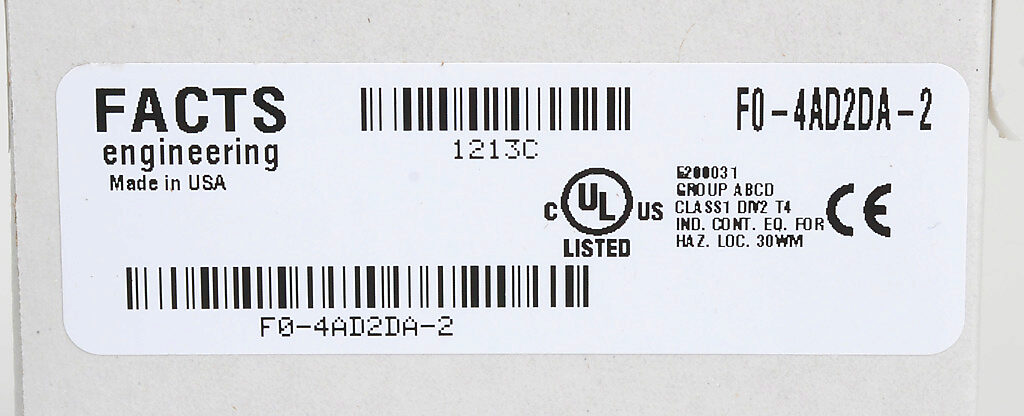 FACTS
engineering
Made in USA
1213C
F0-4AD2DA-2
C UL US
LISTED
E200031
GROUP ABCD
CLASS1 DIV2 T4
IND. CONT. EQ. FOR
HAZ. LOC. 30WM
CE
F0-4AD2DA-2